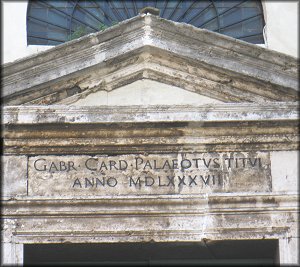 GABR CARD PALAEOTVS TITVL
ANNO MDLXXXVII